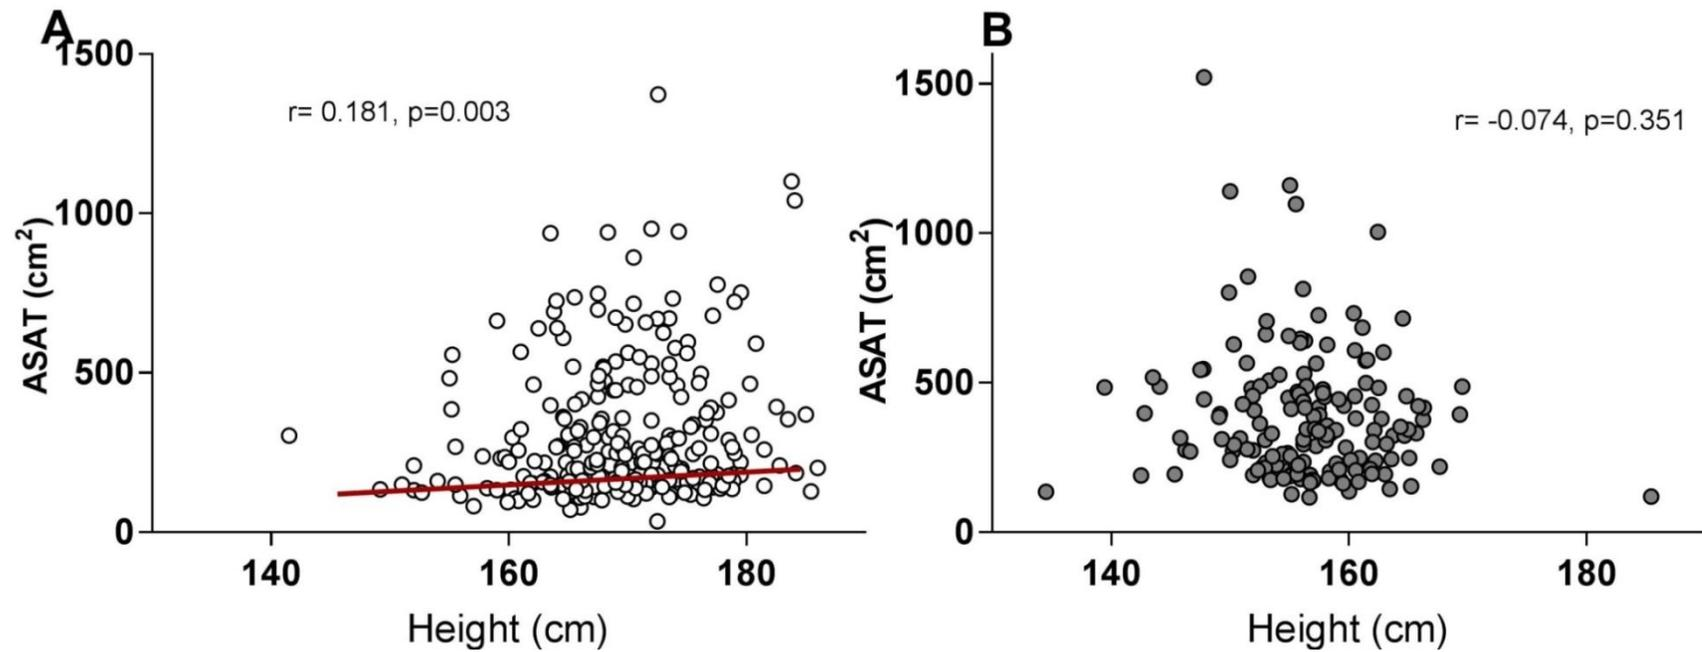 A
1500
1000
500
0
140 160 180
ASAT (cm²)
Height (cm)
r= 0.181, p=0.003
B
1500
1000
500
0
140 160 180
ASAT (cm²)
Height (cm)
r= -0.074, p=0.351